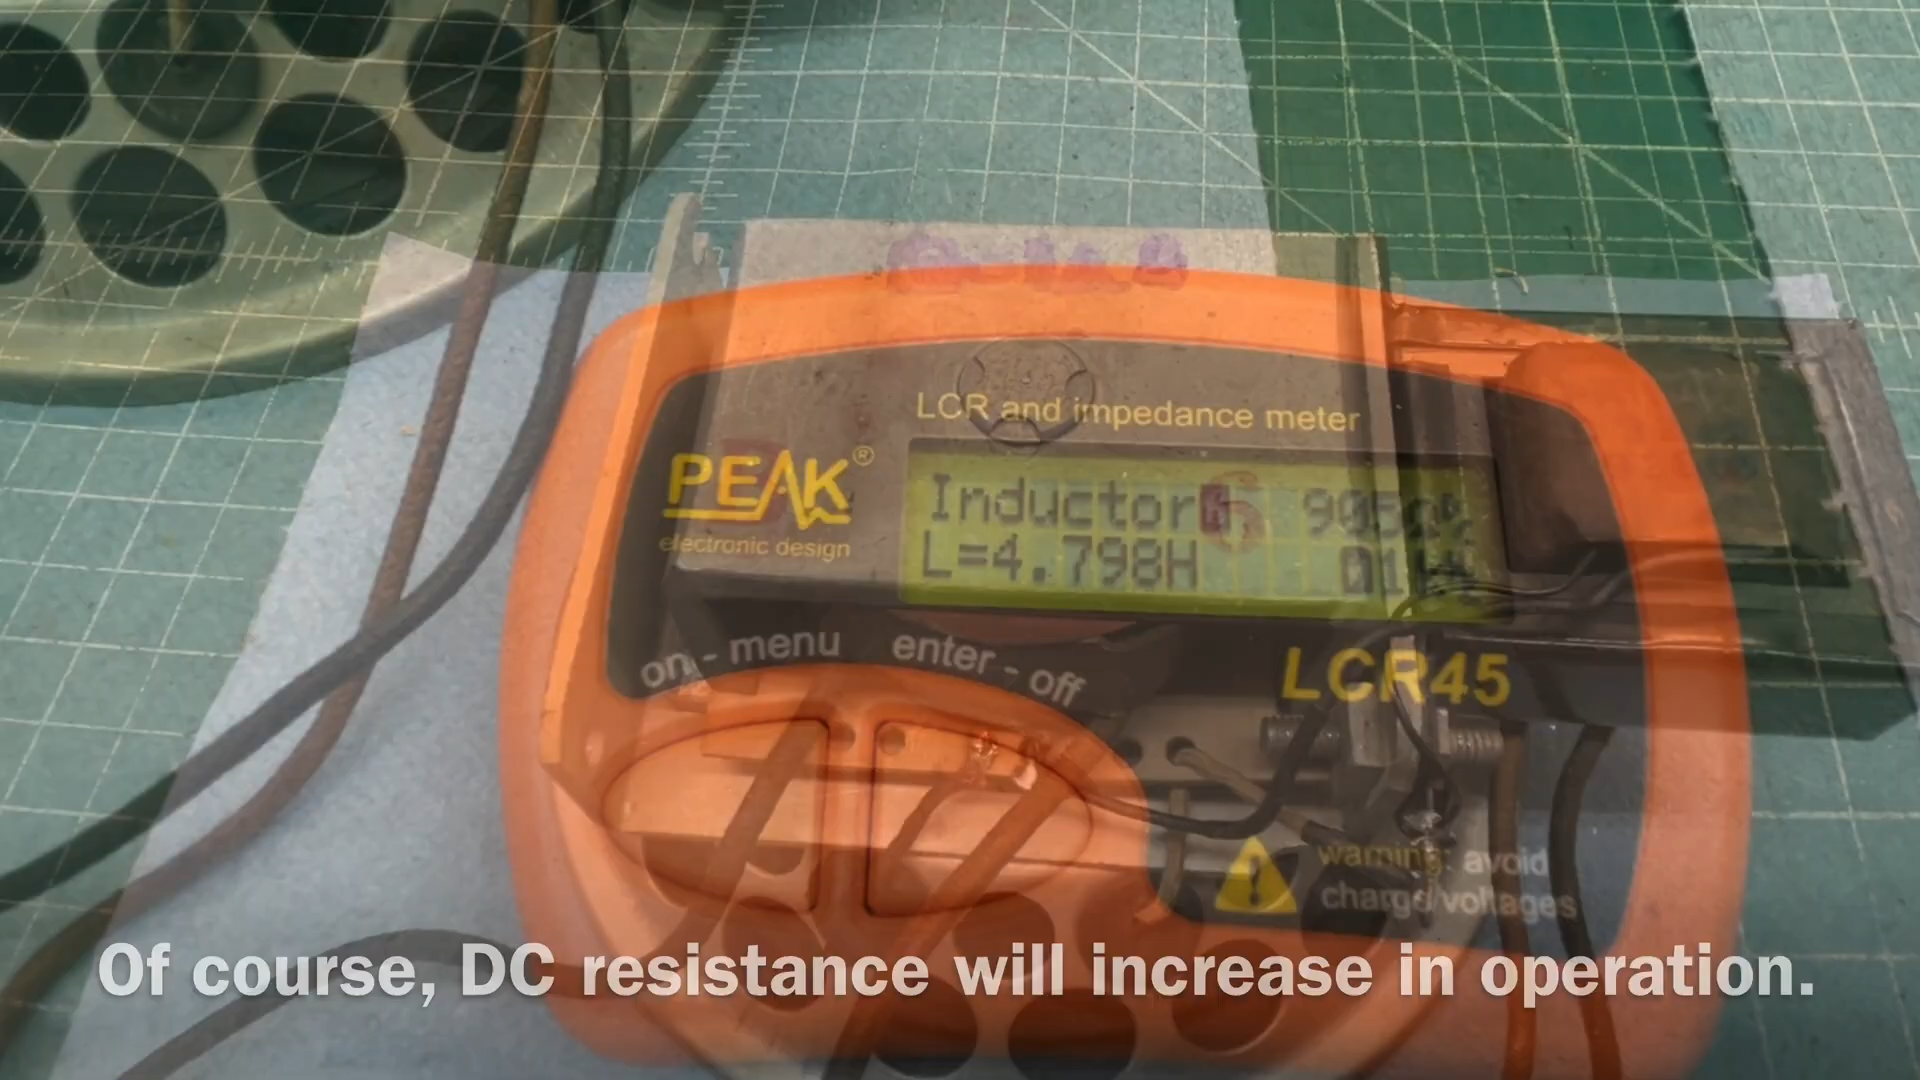 LCR and impedance meter
PEAK®
electronic design
Inductor
L=4.798H
on - menu enter - off
LCR45
warning: avoid
charge/voltages
Of course, DC resistance will increase in operation.